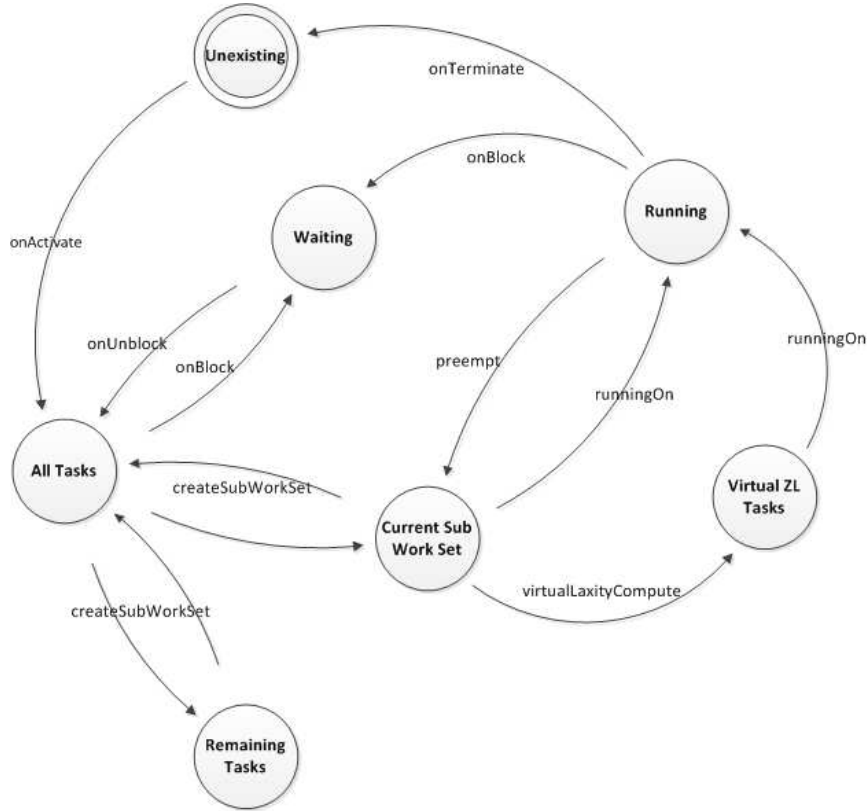 Unexisting
onTerminate
onBlock
Running
Waiting
onActivate
onUnblock
onBlock
preempt
runningOn
runningOn
All Tasks
createSubWorkSet
Current Sub
Work Set
Virtual ZL
Tasks
virtualLaxityCompute
createSubWorkSet
Remaining
Tasks